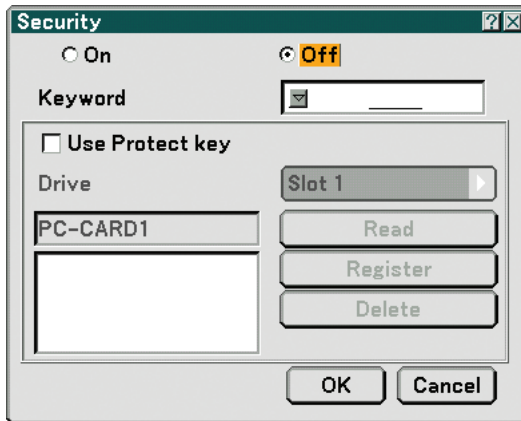 Security
On Off
Keyword
Use Protect key
Drive Slot 1
PC-CARD1 Read
Register
Delete
OK Cancel